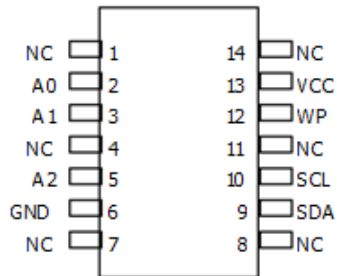 NC 1 14 NC
A0 2 13 VCC
A1 3 12 WP
NC 4 11 NC
A2 5 10 SCL
GND 6 9 SDA
NC 7 8 NC